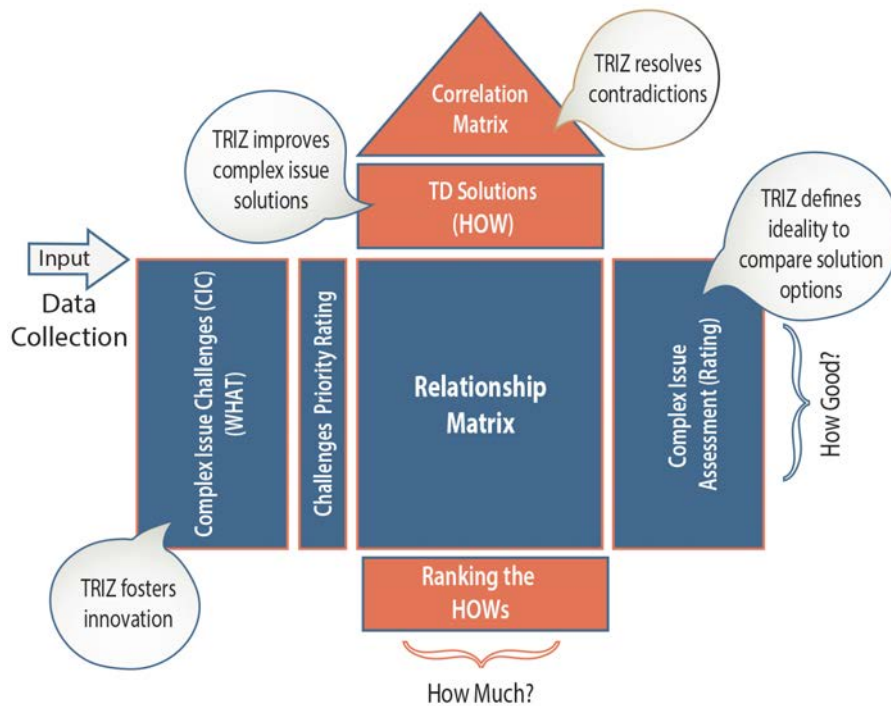 Correlation
Matrix
TRIZ resolves
contradictions
TRIZ improves
complex issue
solutions
TD Solutions
(HOW)
TRIZ defines
ideality to
compare solution
options
Input
Data
Collection
Complex Issue Challenges (CIC)
(WHAT)
Challenges Priority Rating
Relationship
Matrix
Complex Issue
Assessment (Rating)
How Good?
TRIZ fosters
innovation
Ranking the
HOWs
How Much?